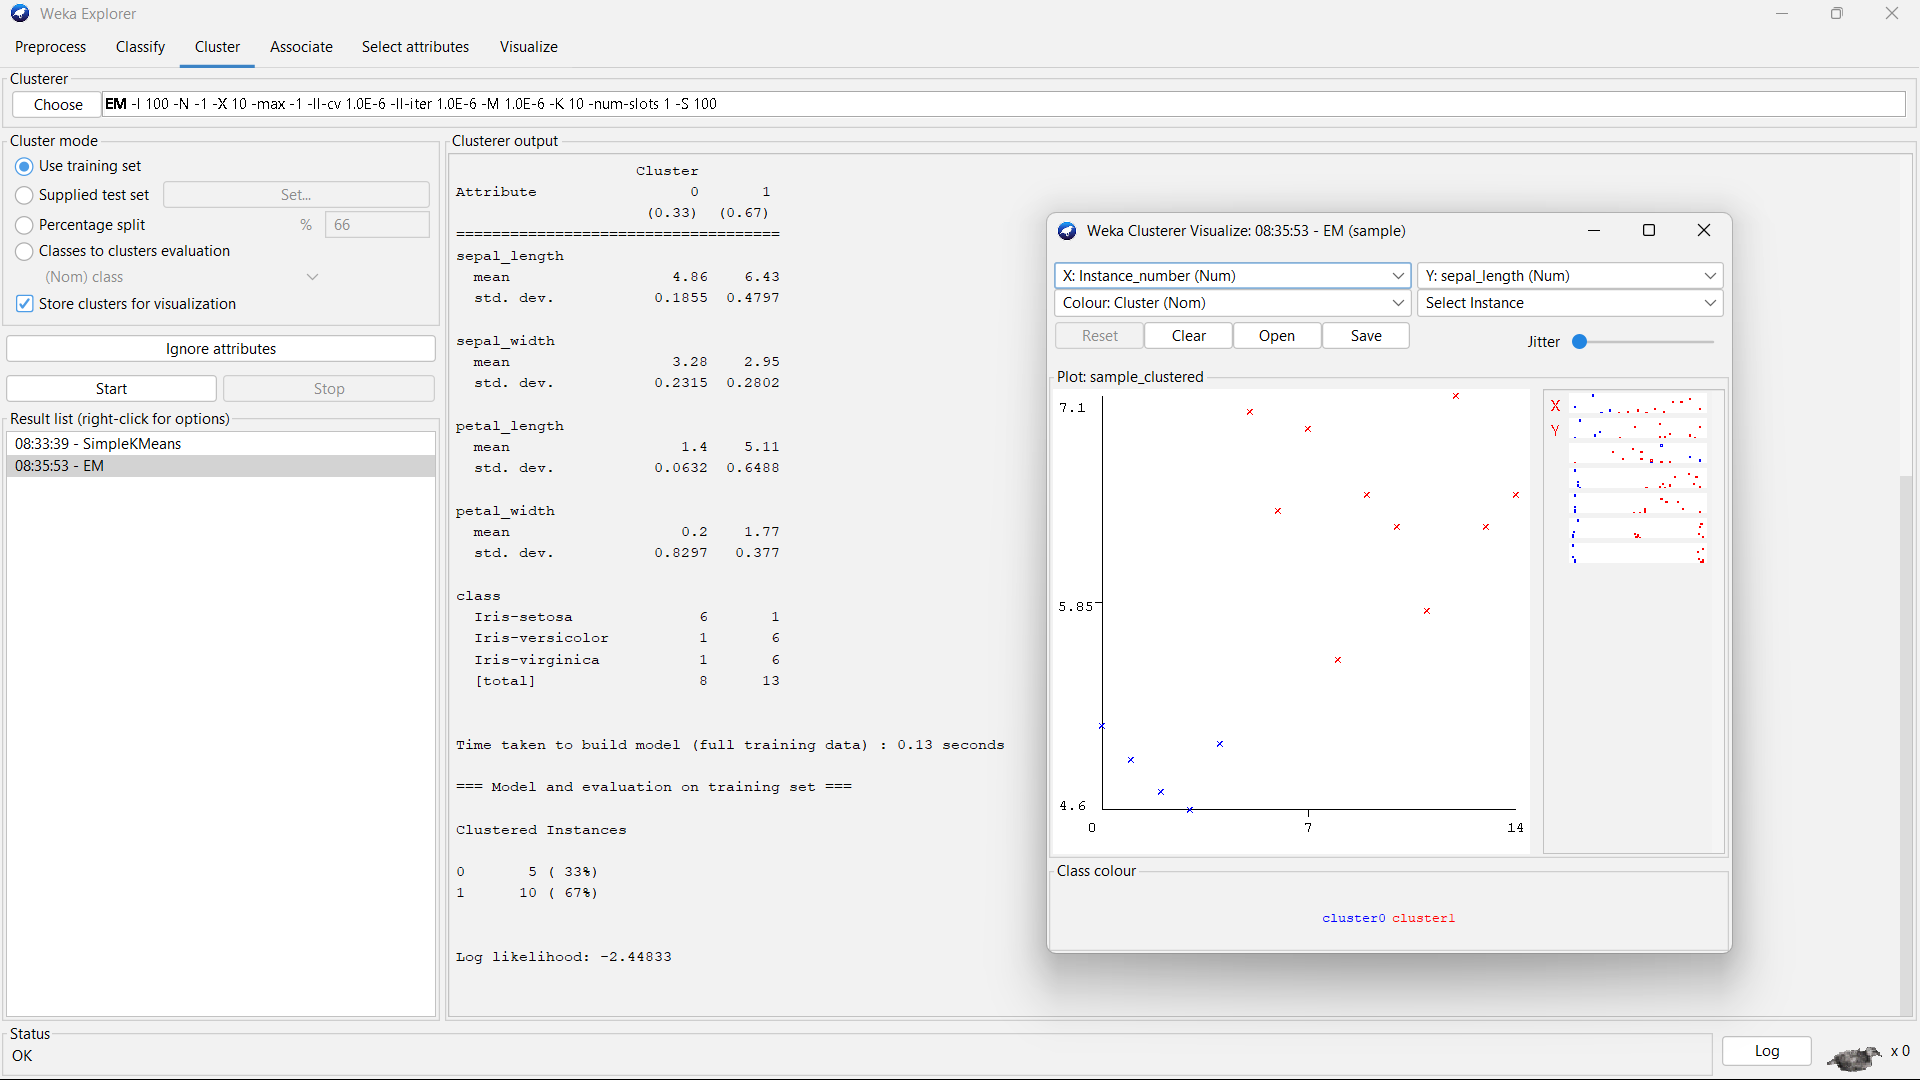 Weka Explorer
Preprocess Classify Cluster Associate Select attributes Visualize
Clusterer
Choose EM -I 100 -N -1 -X 10 -max -1 -ll-cv 1.0E-6 -ll-iter 1.0E-6 -M 1.0E-6 -K 10 -num-slots 1 -S 100
Cluster mode
Use training set
Supplied test set Set...
Percentage split % 66
Classes to clusters evaluation
(Nom) class
Store clusters for visualization
Ignore attributes
Start Stop
Result list (right-click for options)
08:33:39 - SimpleKMeans
08:35:53 - EM
Clusterer output
Cluster
Attribute 0 1
(0.33) (0.67)
====================================
sepal_length
mean 4.86 6.43
std. dev. 0.1855 0.4797
sepal_width
mean 3.28 2.95
std. dev. 0.2315 0.2802
petal_length
mean 1.4 5.11
std. dev. 0.0632 0.6488
petal_width
mean 0.2 1.77
std. dev. 0.8297 0.377
class
Iris-setosa 6 1
Iris-versicolor 1 6
Iris-virginica 1 6
[total] 8 13
Time taken to build model (full training data) : 0.13 seconds
=== Model and evaluation on training set ===
Clustered Instances
0 5 ( 33%)
1 10 ( 67%)
Log likelihood: -2.44833
Weka Clusterer Visualize: 08:35:53 - EM (sample)
X: Instance_number (Num) Y: sepal_length (Num)
Colour: Cluster (Nom) Select Instance
Reset Clear Open Save Jitter
Plot: sample_clustered
7.1
5.85
4.6
0 7 14
X
Y
Class colour
cluster0 cluster1
Status
OK
Log x 0